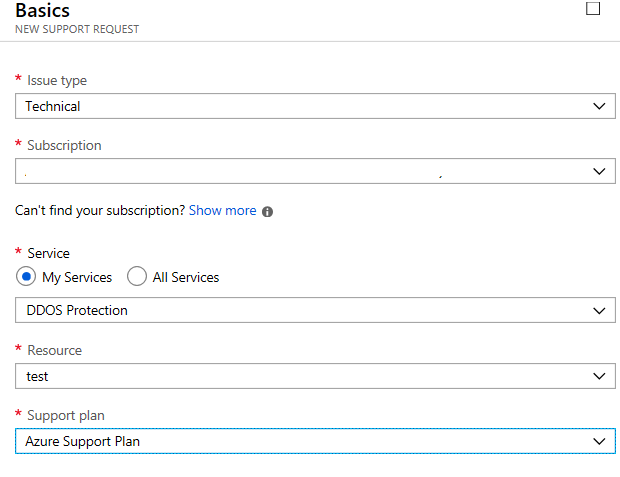 Basics
NEW SUPPORT REQUEST
* Issue type
Technical
* Subscription
Can't find your subscription? Show more
* Service
My Services All Services
DDOS Protection
* Resource
test
* Support plan
Azure Support Plan